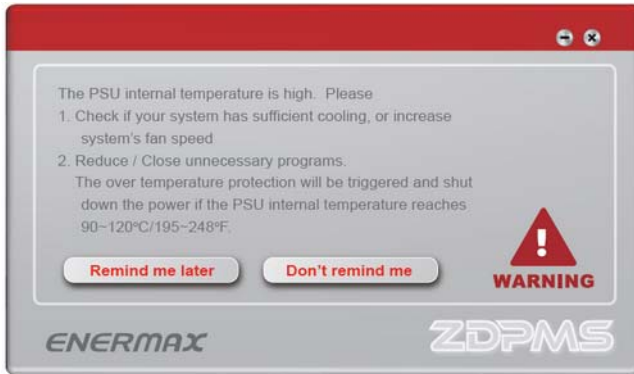 The PSU internal temperature is high. Please
1. Check if your system has sufficient cooling, or increase
system's fan speed
2. Reduce / Close unnecessary programs.
The over temperature protection will be triggered and shut
down the power if the PSU internal temperature reaches
90~120°C/195~248°F.
Remind me later
Don't remind me
WARNING
ENERMAX
ZDPMS